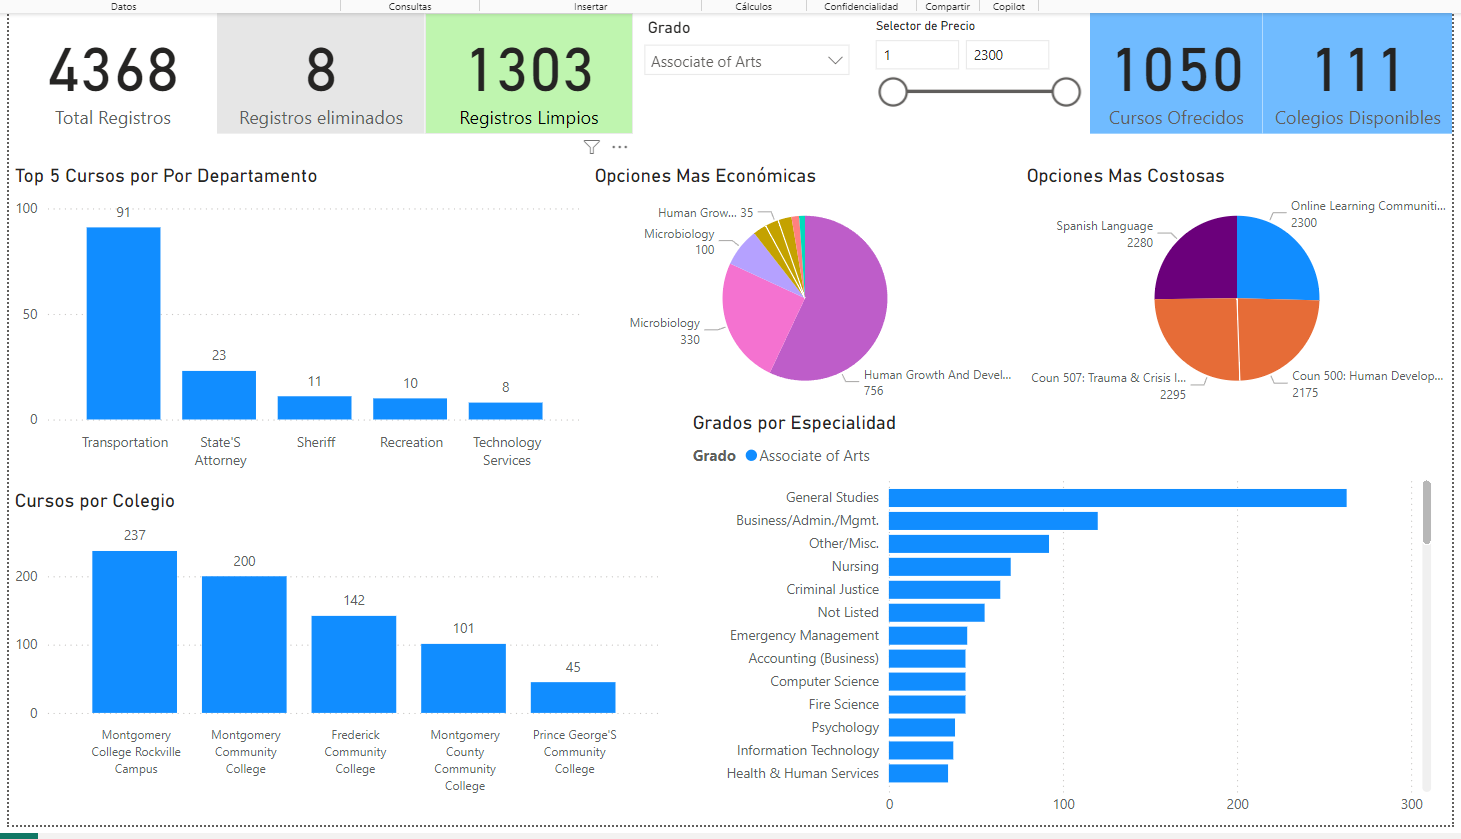 Datos
Consultas
Insertar
Cálculos
Confidencialidad
Compartir
Copilot
4368
Total Registros
8
Registros eliminados
1303
Registros Limpios
Grado
Associate of Arts
Selector de Precio
1
2300
1050
Cursos Ofrecidos
111
Colegios Disponibles
Top 5 Cursos por Por Departamento
100
50
0
91
23
11
10
8
Transportation
State'S
Attorney
Sheriff
Recreation
Technology
Services
Opciones Mas Económicas
Human Grow... 35
Microbiology
100
Microbiology
330
Human Growth And Devel...
756
Opciones Mas Costosas
Online Learning Communiti...
2300
Spanish Language
2280
Coun 507: Trauma & Crisis I...
2295
Coun 500: Human Develop...
2175
Cursos por Colegio
200
100
0
237
200
142
101
45
Montgomery
College Rockville
Campus
Montgomery
Community
College
Frederick
Community
College
Montgomery
County
Community
College
Prince George'S
Community
College
Grados por Especialidad
Grado Associate of Arts
General Studies
Business/Admin./Mgmt.
Other/Misc.
Nursing
Criminal Justice
Not Listed
Emergency Management
Accounting (Business)
Computer Science
Fire Science
Psychology
Information Technology
Health & Human Services
0
100
200
300